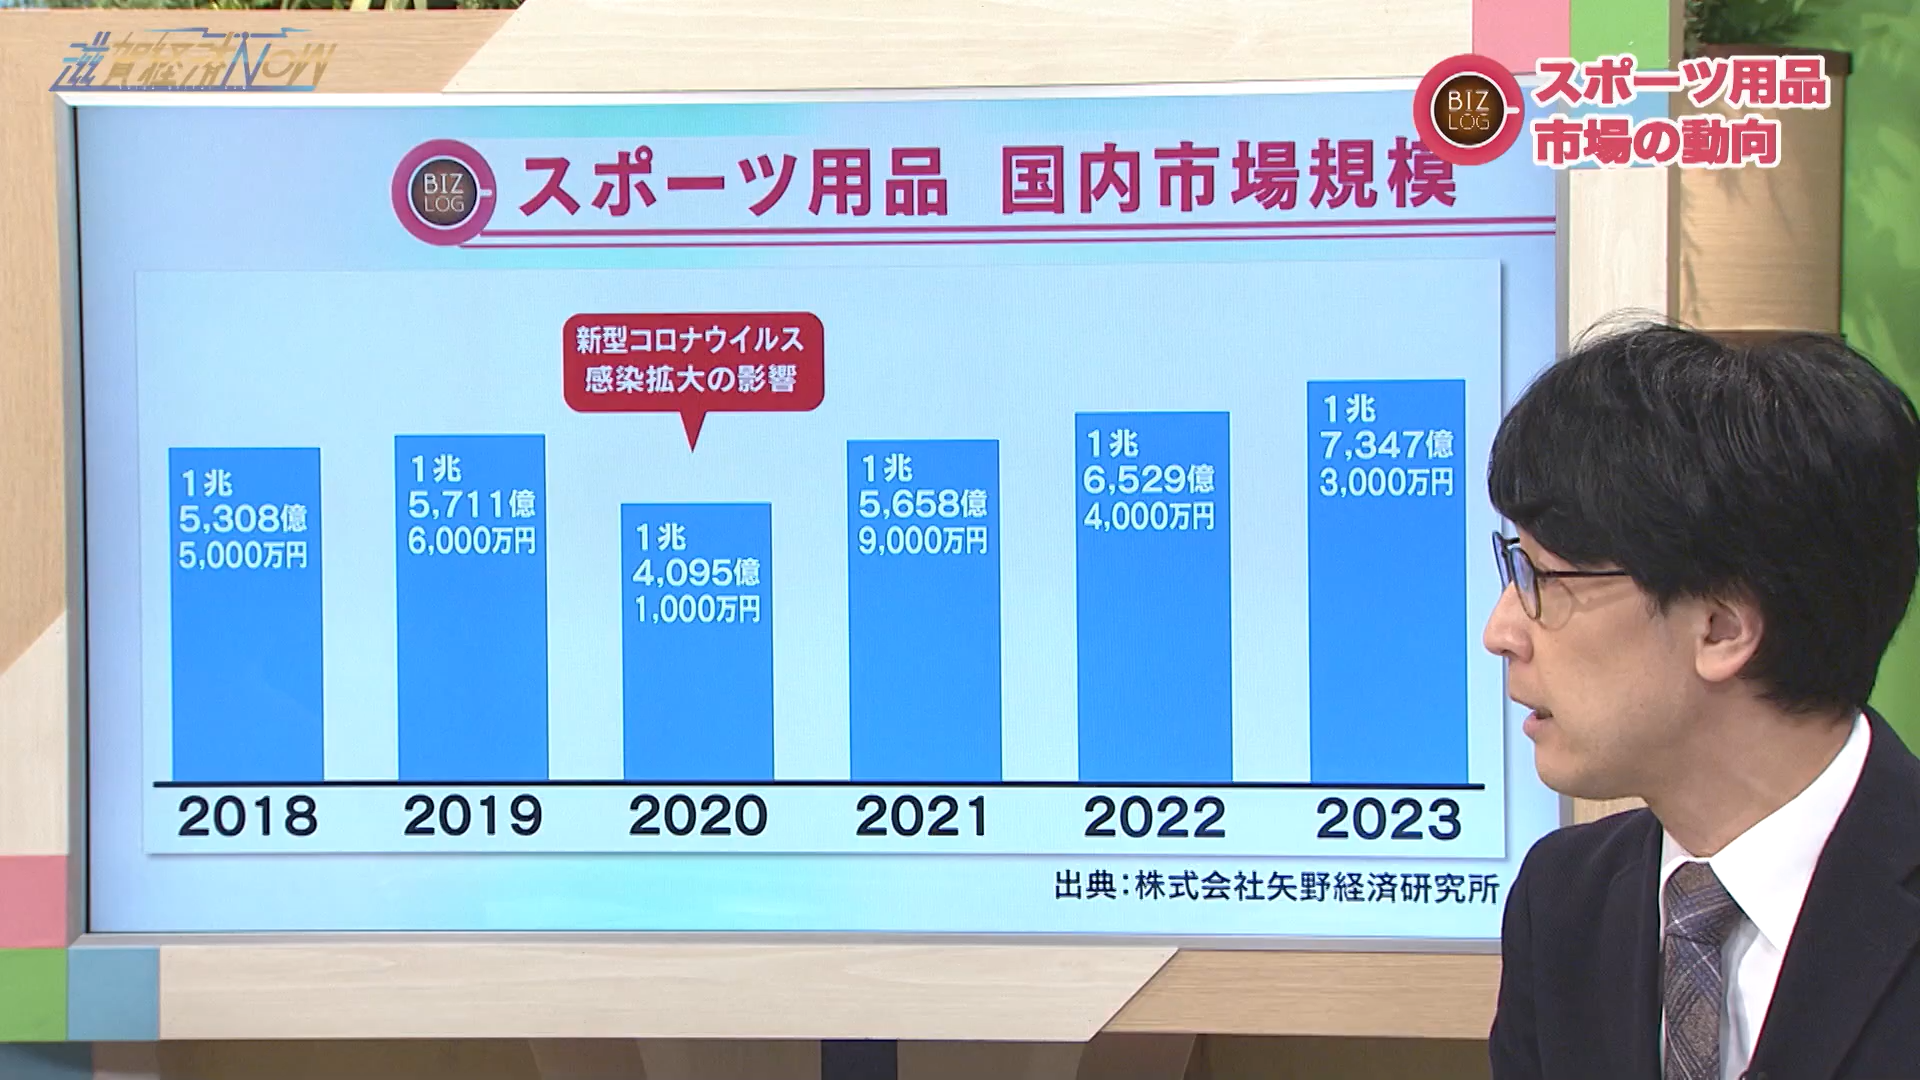 滋賀経済NOW
BIZ
LOG
スポーツ用品
市場の動向
BIZ
LOG
スポーツ用品 国内市場規模
新型コロナウイルス
感染拡大の影響
1兆
5,308億
5,000万円
1兆
5,711億
6,000万円
1兆
4,095億
1,000万円
1兆
5,658億
9,000万円
1兆
6,529億
4,000万円
1兆
7,347億
3,000万円
2018
2019
2020
2021
2022
2023
出典：株式会社矢野経済研究所